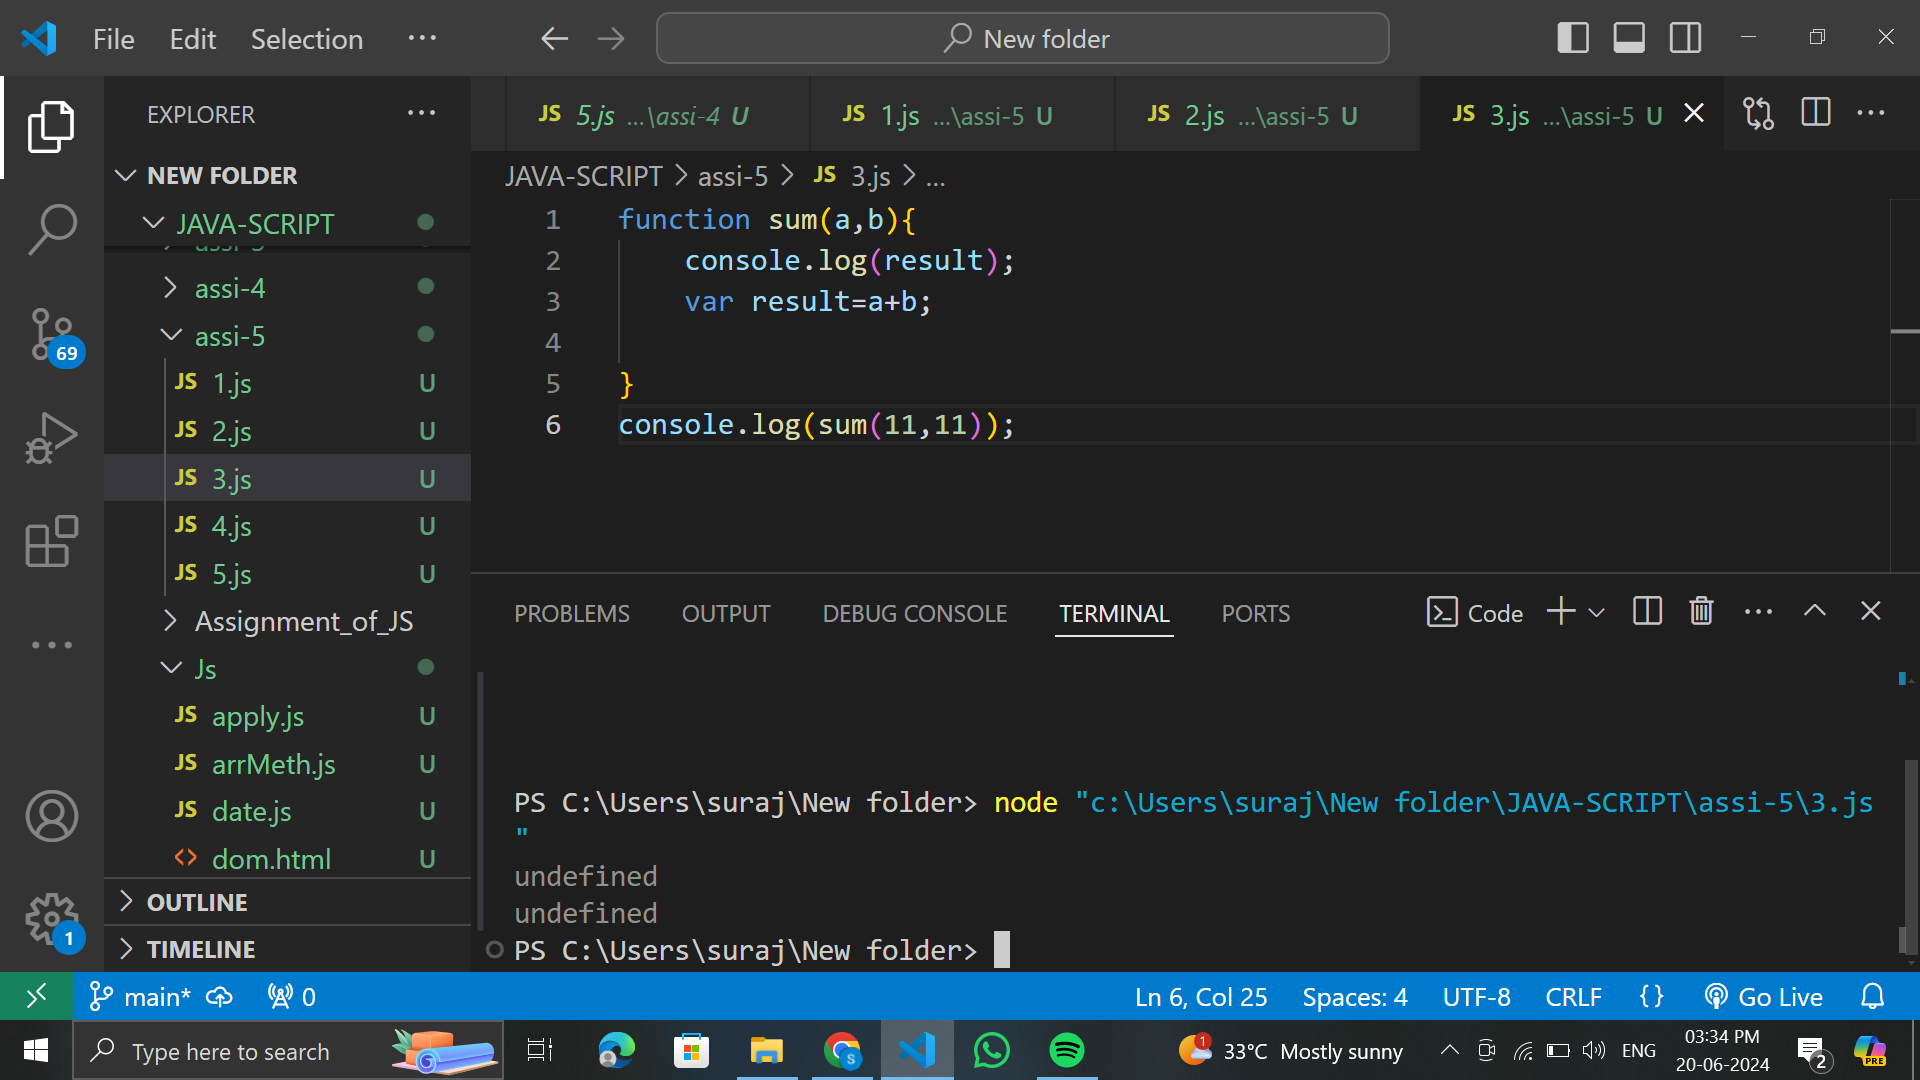 File Edit Selection ···
New folder
EXPLORER ···
JS 5.js ...\assi-4 U
JS 1.js ...\assi-5 U
JS 2.js ...\assi-5 U
JS 3.js ...\assi-5 U
NEW FOLDER
JAVA-SCRIPT
assi-4
assi-5
JS 1.js U
JS 2.js U
JS 3.js U
JS 4.js U
JS 5.js U
Assignment_of_JS
Js
JS apply.js U
JS arrMeth.js U
JS date.js U
<> dom.html U
OUTLINE
TIMELINE
69
1
JAVA-SCRIPT > assi-5 > JS 3.js > ...
1 function sum(a,b){
2 console.log(result);
3 var result=a+b;
4
5 }
6 console.log(sum(11,11));
PROBLEMS OUTPUT DEBUG CONSOLE TERMINAL PORTS
Code
PS C:\Users\suraj\New folder> node "c:\Users\suraj\New folder\JAVA-SCRIPT\assi-5\3.js
"
undefined
undefined
PS C:\Users\suraj\New folder>
main* 0 Ln 6, Col 25 Spaces: 4 UTF-8 CRLF {} Go Live
Type here to search
S
1
33°C Mostly sunny
ENG
03:34 PM
20-06-2024
2
PRE